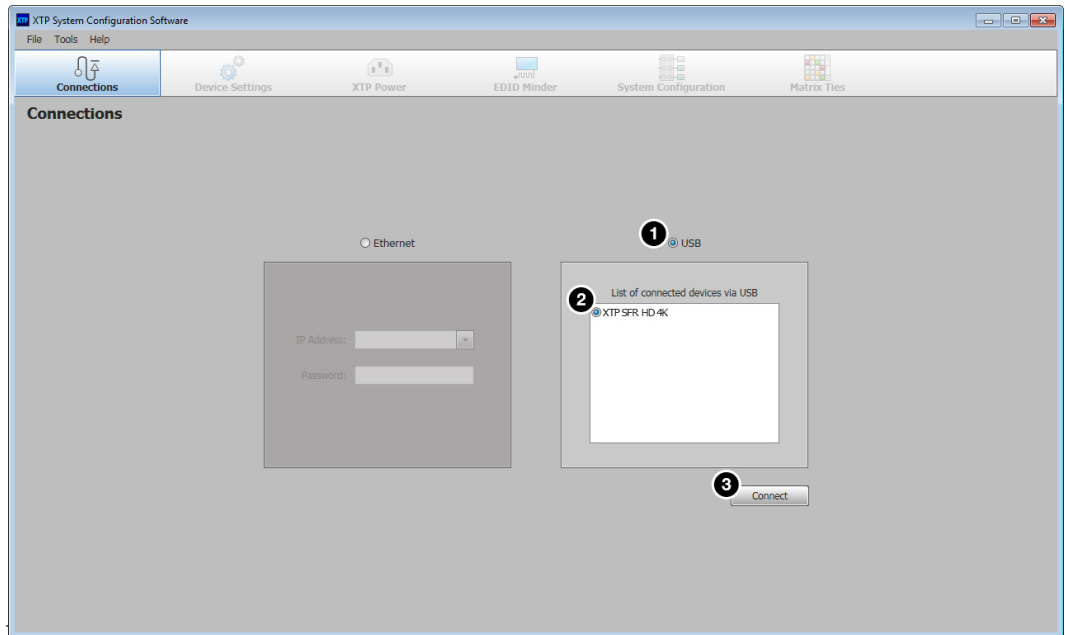 XTP XTP System Configuration Software
File Tools Help
Connections Device Settings XTP Power EDID Minder System Configuration Matrix Ties
Connections
Ethernet
1 USB
List of connected devices via USB
2 XTP SFR HD 4K
IP Address:
Password:
3 Connect